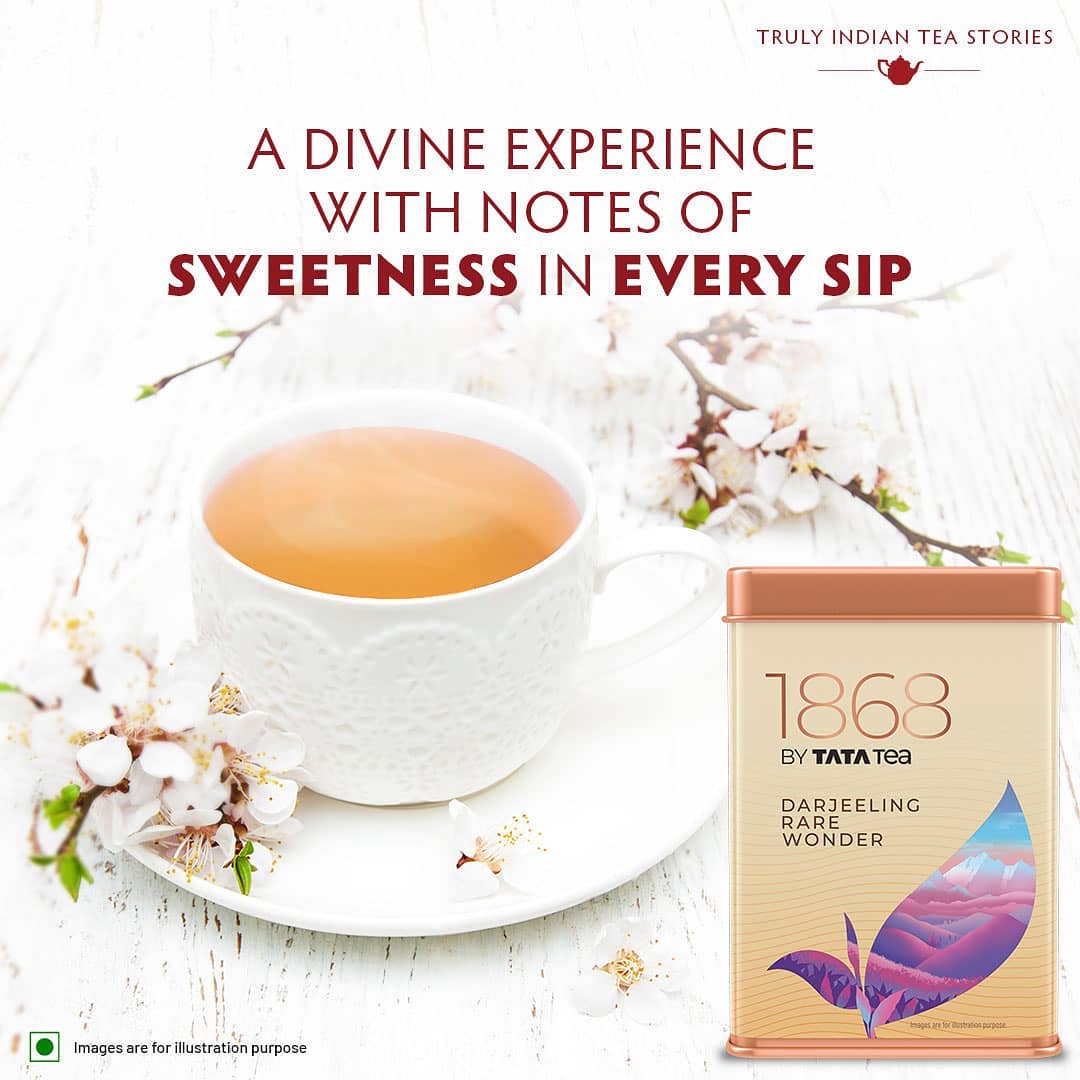 TRULY INDIAN TEA STORIES
A DIVINE EXPERIENCE
WITH NOTES OF
SWEETNESS IN EVERY SIP
1868
BY TATA Tea
DARJEELING
RARE
WONDER
Images are for illustration purpose
Images are for illustration purpose